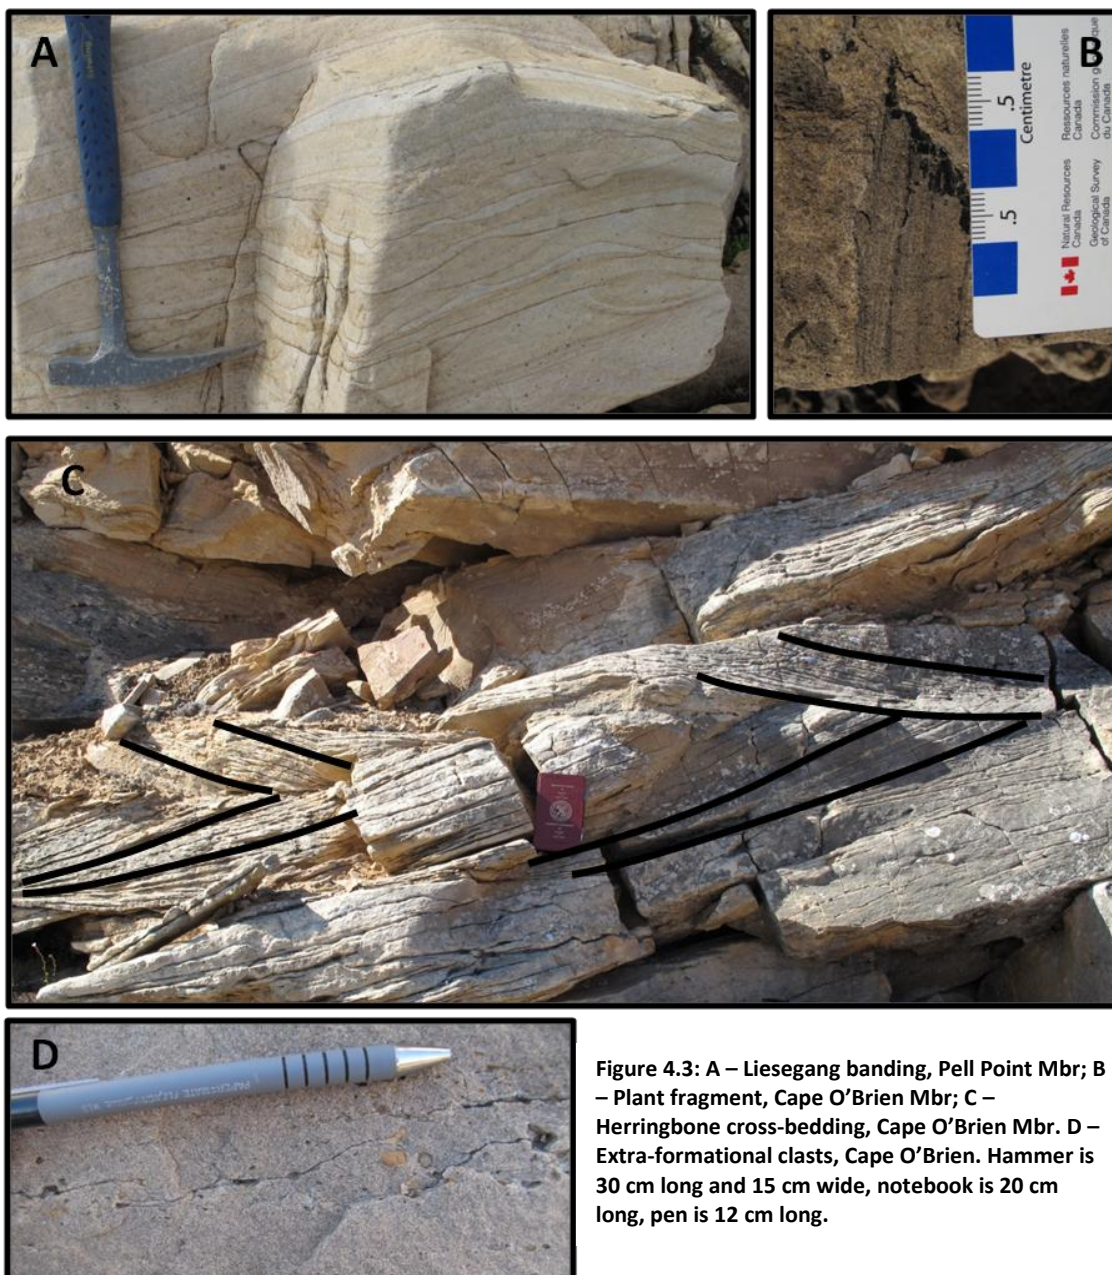 A
B
Centimetre
.5
.5
Natural Resources
Canada
Ressources naturelles
Canada
Geological Survey
of Canada
du Canada
C
D
Figure 4.3: A – Liesegang banding, Pell Point Mbr; B
– Plant fragment, Cape O’Brien Mbr; C –
Herringbone cross-bedding, Cape O’Brien Mbr. D –
Extra-formational clasts, Cape O’Brien. Hammer is
30 cm long and 15 cm wide, notebook is 20 cm
long, pen is 12 cm long.